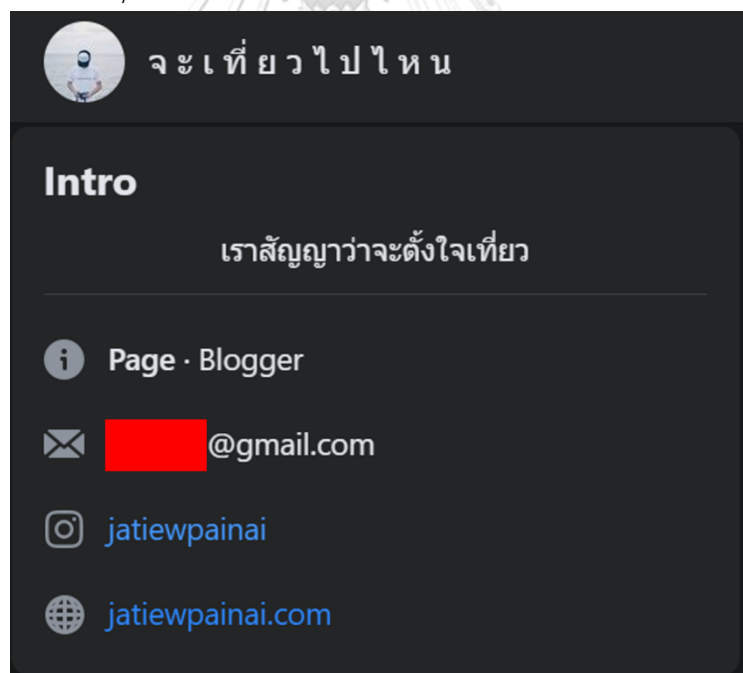 จ ะ เ ที่ ย ว ไ ป ไ ห น
Intro
เราสัญญาว่าจะตั้งใจเที่ยว
Page · Blogger
@gmail.com
jatiewpainai
jatiewpainai.com